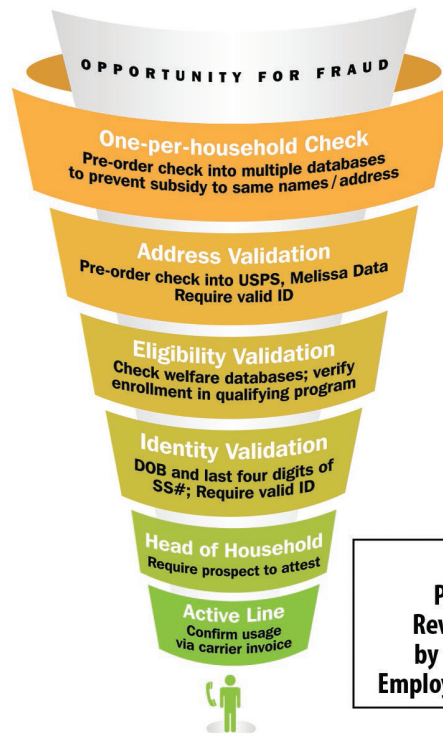 OPPORTUNITY FOR FRAUD
One-per-household Check
Pre-order check into multiple databases
to prevent subsidy to same names/address
Address Validation
Pre-order check into USPS, Melissa Data
Require valid ID
Eligibility Validation
Check welfare databases; verify
enrollment in qualifying program
Identity Validation
DOB and last four digits of
SS#; Require valid ID
Head of Household
Require prospect to attest
Active Line
Confirm usage
via carrier invoice
P
Rev
by
Employ